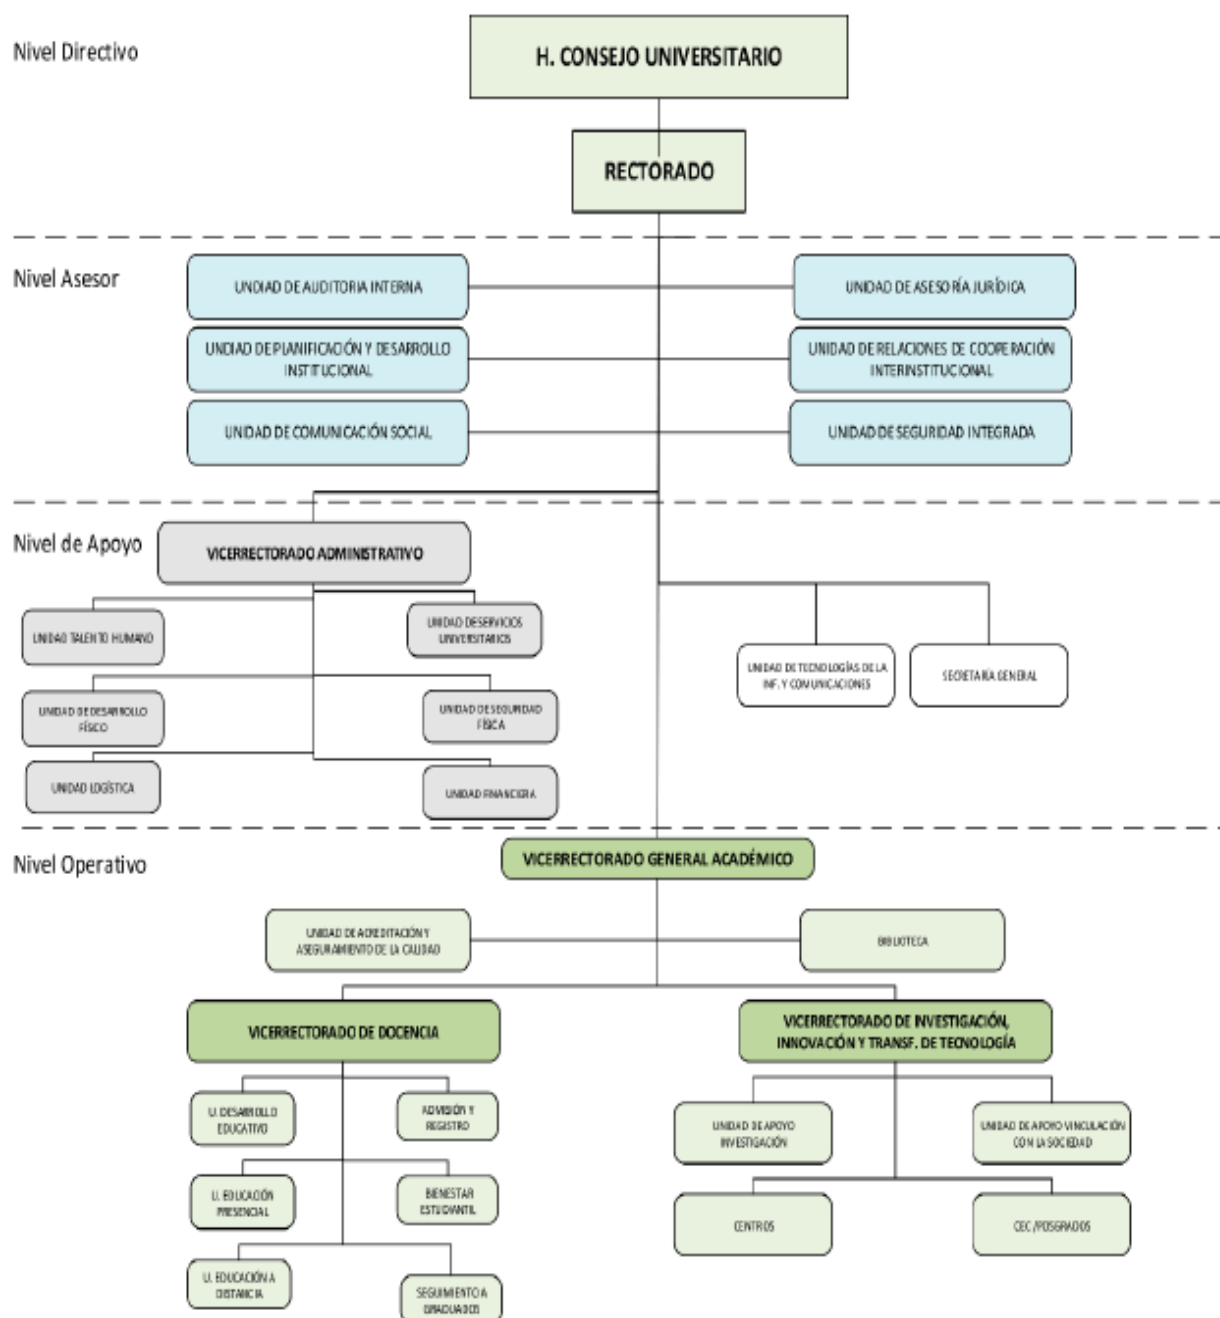 Nivel Directivo
H. CONSEJO UNIVERSITARIO
RECTORADO
Nivel Asesor
UNDIAD DE AUDITORIA INTERNA
UNIDAD DE ASESORÍA JURÍDICA
UNDIAD DE PLANIFICACIÓN Y DESARROLLO
INSTITUCIONAL
UNIDAD DE RELACIONES DE COOPERACIÓN
INTERINSTITUCIONAL
UNIDAD DE COMUNICACIÓN SOCIAL
UNIDAD DE SEGURIDAD INTEGRADA
Nivel de Apoyo
VICERRECTORADO ADMINISTRATIVO
UNIDAD TALENTO HUMANO
UNIDAD DE SERVICIOS
UNIVERSITARIOS
UNIDAD DE TECNOLOGÍAS DE LA
INF. Y COMUNICACIONES
SECRETARÍA GENERAL
UNIDAD DE DESARROLLO
FÍSICO
UNIDAD DE SEGURIDAD
FÍSICA
UNIDAD LOGÍSTICA
UNIDAD FINANCIERA
Nivel Operativo
VICERRECTORADO GENERAL ACADÉMICO
UNIDAD DE ACREDITACIÓN Y
ASEGURAMIENTO DE LA CALIDAD
BIBLIOTECA
VICERRECTORADO DE DOCENCIA
VICERRECTORADO DE INVESTIGACIÓN,
INNOVACIÓN Y TRANSF. DE TECNOLOGÍA
U. DESARROLLO
EDUCATIVO
ADMISIÓN Y
REGISTRO
UNIDAD DE APOYO
INVESTIGACIÓN
UNIDAD DE APOYO VINCULACIÓN
CON LA SOCIEDAD
U. EDUCACIÓN
PRESENCIAL
BIENESTAR
ESTUDIANTIL
CENTROS
CEC /POSGRADOS
U. EDUCACIÓN A
DISTANCIA
SEGUIMIENTO A
GRADUADOS